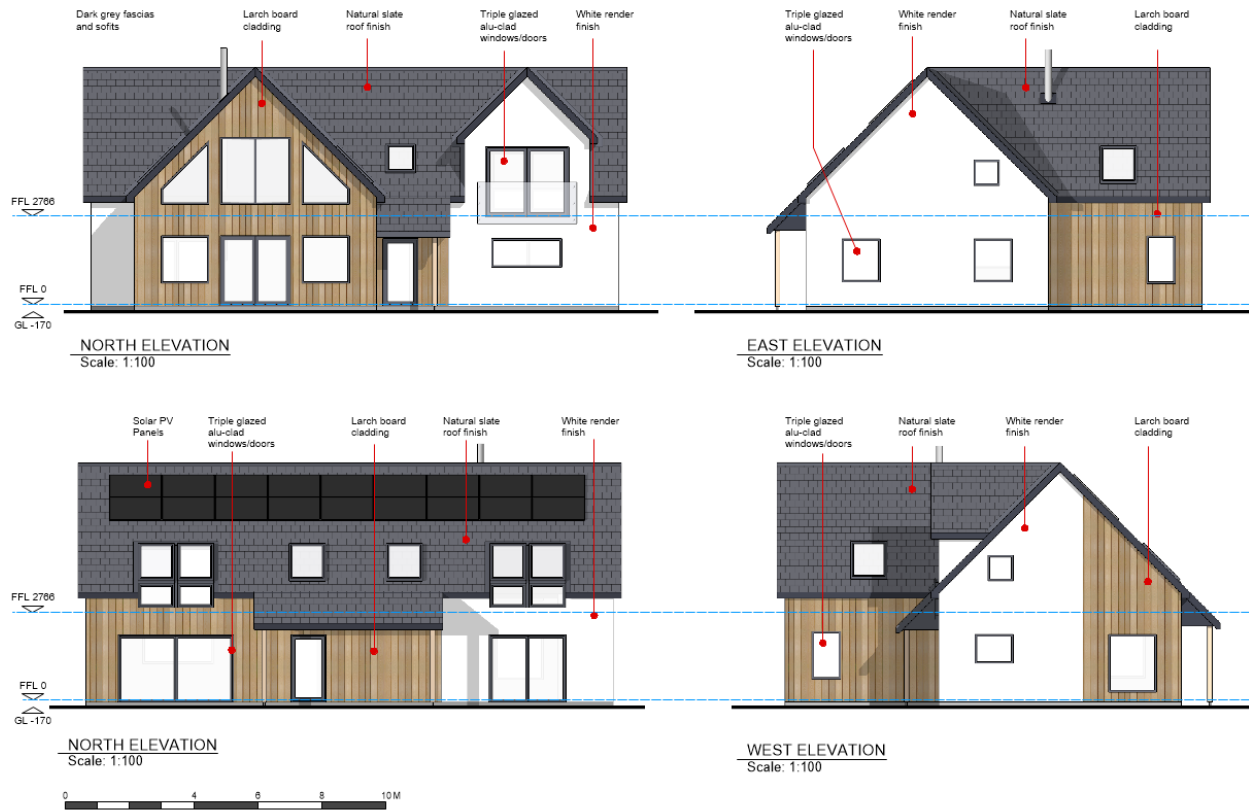 Dark grey fascias
and sofits
Larch board
cladding
Natural slate
roof finish
Triple glazed
alu-clad
windows/doors
White render
finish
FFL 2766
FFL 0
GL -170
NORTH ELEVATION
Scale: 1:100
Triple glazed
alu-clad
windows/doors
White render
finish
Natural slate
roof finish
Larch board
cladding
EAST ELEVATION
Scale: 1:100
Solar PV
Panels
Triple glazed
alu-clad
windows/doors
Larch board
cladding
Natural slate
roof finish
White render
finish
FFL 2766
FFL 0
GL -170
NORTH ELEVATION
Scale: 1:100
Triple glazed
alu-clad
windows/doors
Natural slate
roof finish
White render
finish
Larch board
cladding
WEST ELEVATION
Scale: 1:100
0 2 4 6 8 10 M